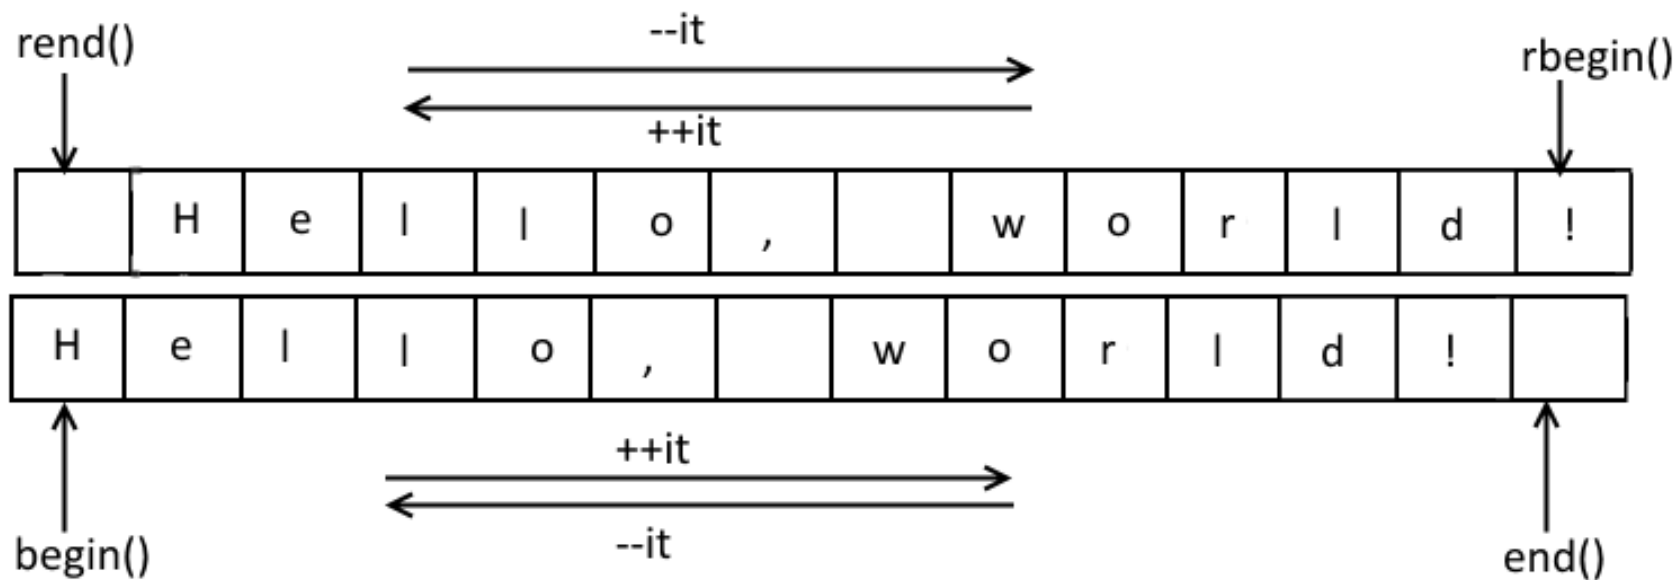 --it
rend() rbegin()
++it
H e l l o , w o r l d !
H e l l o , w o r l d !
++it
--it
begin() end()